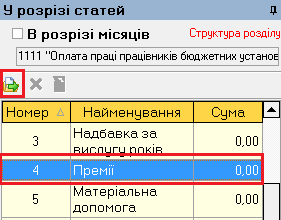 У розрізі статей
В розрізі місяців
Структура розділу
1111 "Оплата праці працівників бюджетних установ
Номер Найменування Сума
3 Надбавка за вислугу років 0,00
4 Премії 0,00
5 Матеріальна допомога 0,00